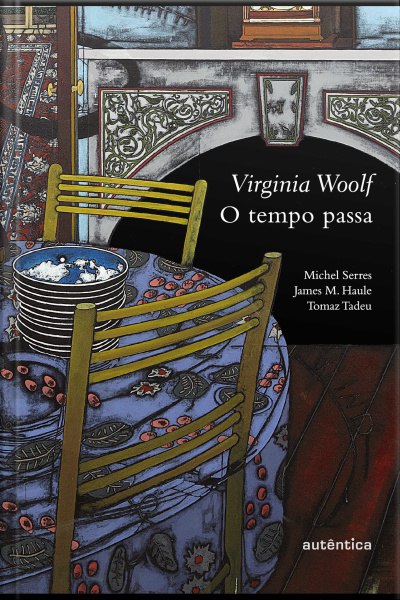 Virginia Woolf
O tempo passa
Michel Serres
James M. Haule
Tomaz Tadeu
autêntica